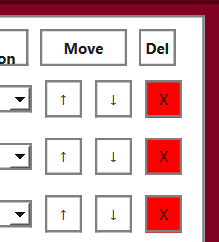 on Move Del
↑ ↓ X
↑ ↓ X
↑ ↓ X